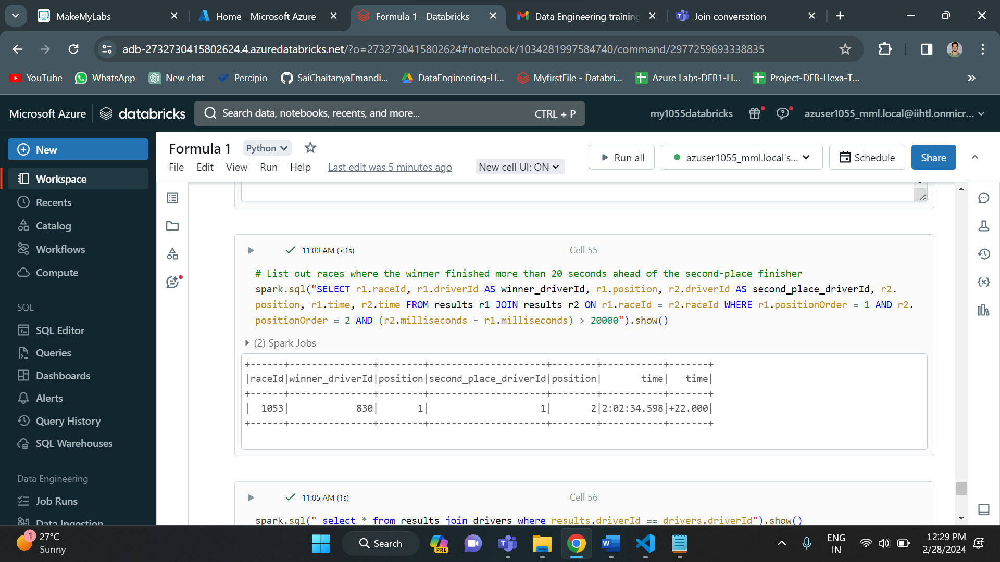 MakeMyLabs
Home - Microsoft Azure
Formula 1 - Databricks
Data Engineering training
Join conversation
adb-2732730415802624.4.azuredatabricks.net/?o=2732730415802624#notebook/1034281997584740/command/2977259693338835
YouTube
WhatsApp
New chat
Percipio
SaiChaitanyaEmandi...
DataEngineering-H...
MyfirstFile - Databri...
Azure Labs-DEB1-H...
Project-DEB-Hexa-T...
Microsoft Azure
databricks
Search data, notebooks, recents, and more...
CTRL + P
my1055databricks
azuser1055_mml.local@iihtl.onmicr...
New
Workspace
Recents
Catalog
Workflows
Compute
SQL
SQL Editor
Queries
Dashboards
Alerts
Query History
SQL Warehouses
Data Engineering
Job Runs
Data Ingestion
Formula 1
Python
File
Edit
View
Run
Help
Last edit was 5 minutes ago
New cell UI: ON
Run all
azuser1055_mml.local's...
Schedule
Share
11:00 AM (<1s)
Cell 55
# List out races where the winner finished more than 20 seconds ahead of the second-place finisher
spark.sql("SELECT r1.raceId, r1.driverId AS winner_driverId, r1.position, r2.driverId AS second_place_driverId, r2.
position, r1.time, r2.time FROM results r1 JOIN results r2 ON r1.raceId = r2.raceId WHERE r1.positionOrder = 1 AND r2.
positionOrder = 2 AND (r2.milliseconds - r1.milliseconds) > 20000").show()
(2) Spark Jobs
+------+---------------+--------+---------------------+--------+-----------+-------+
|raceId|winner_driverId|position|second_place_driverId|position|       time|   time|
+------+---------------+--------+---------------------+--------+-----------+-------+
|  1053|            830|       1|                    1|       2|2:02:34.598|+22.000|
+------+---------------+--------+---------------------+--------+-----------+-------+
11:05 AM (1s)
Cell 56
spark.sql(" select * from results join drivers where results.driverId == drivers.driverId").show()
1
27°C
Sunny
Search
PRE
ENG
IN
12:29 PM
2/28/2024